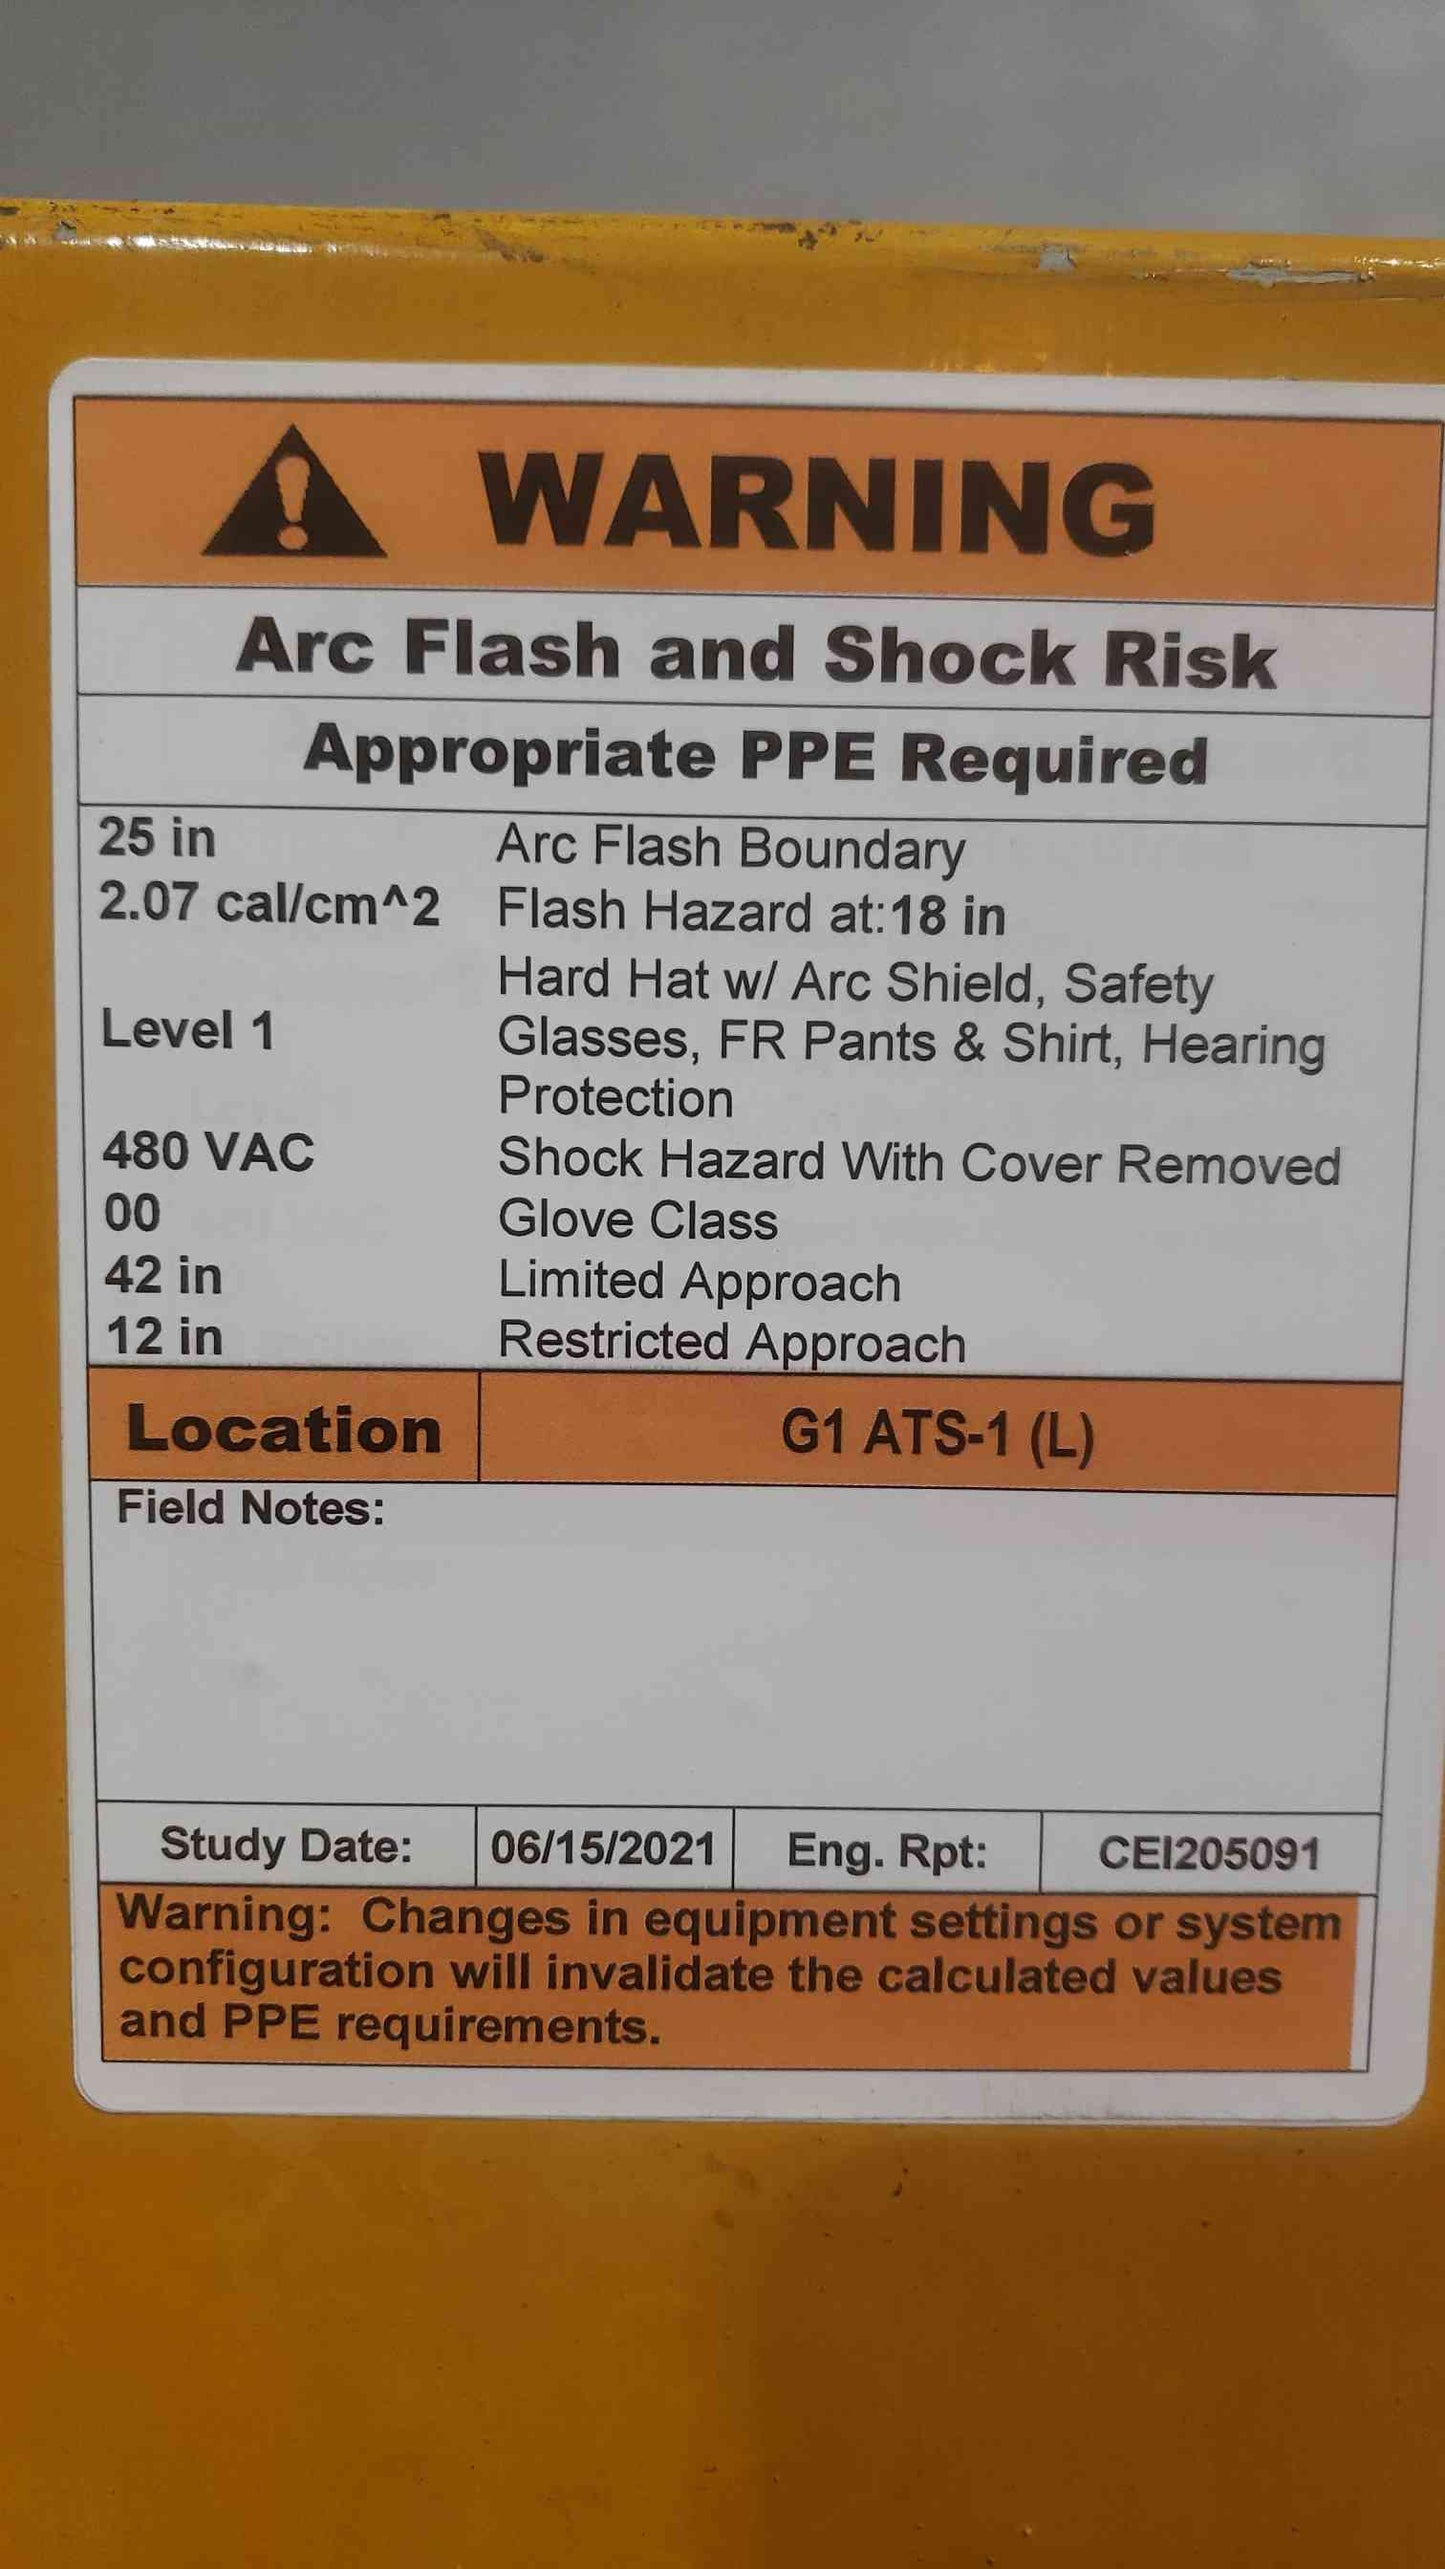 WARNING
Arc Flash and Shock Risk
Appropriate PPE Required
25 in Arc Flash Boundary
2.07 cal/cm^2 Flash Hazard at:18 in
Hard Hat w/ Arc Shield, Safety
Level 1 Glasses, FR Pants & Shirt, Hearing
Protection
480 VAC Shock Hazard With Cover Removed
00 Glove Class
42 in Limited Approach
12 in Restricted Approach
Location G1 ATS-1 (L)
Field Notes:
Study Date: 06/15/2021 Eng. Rpt: CEI205091
Warning: Changes in equipment settings or system
configuration will invalidate the calculated values
and PPE requirements.